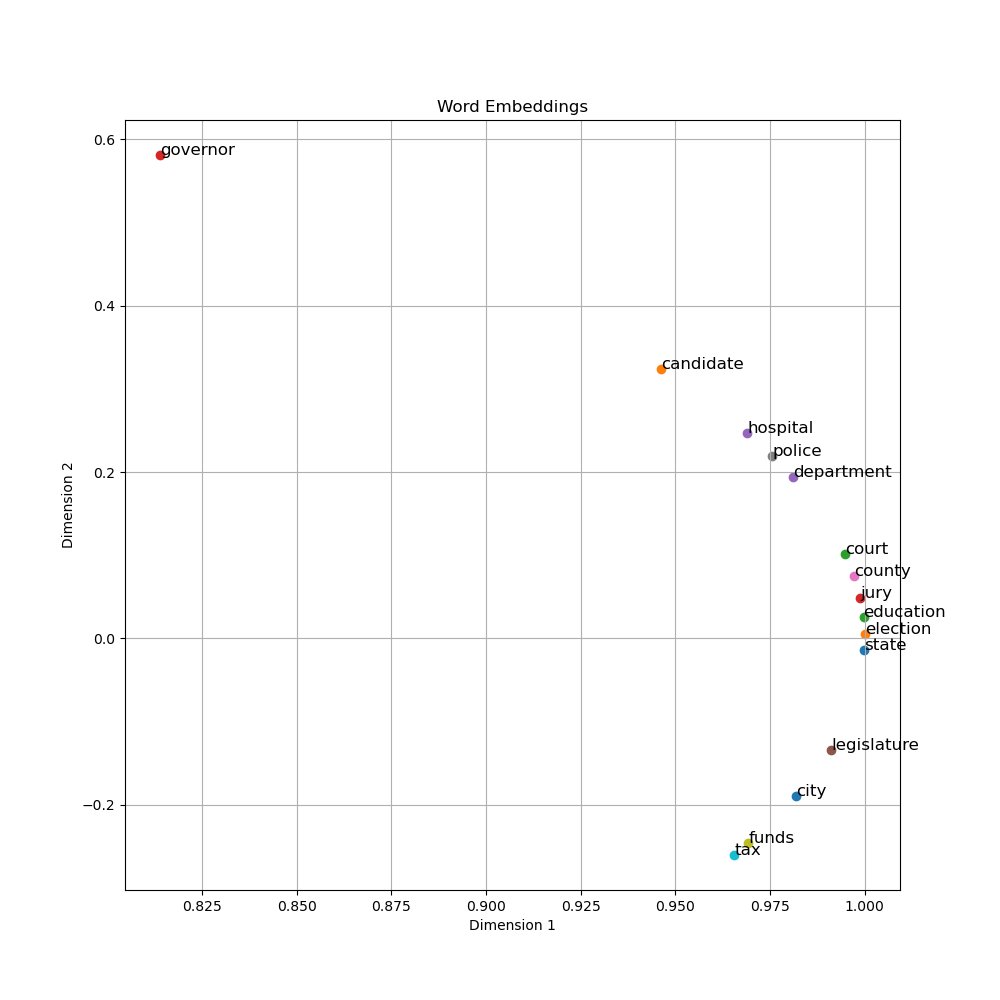 Word Embeddings
0.6
governor
0.4
candidate
hospital
police
0.2
department
Dimension 2
court
county
jury
education
election
0.0
state
legislature
city
−0.2
funds
tax
0.825 0.850 0.875 0.900 0.925 0.950 0.975 1.000
Dimension 1